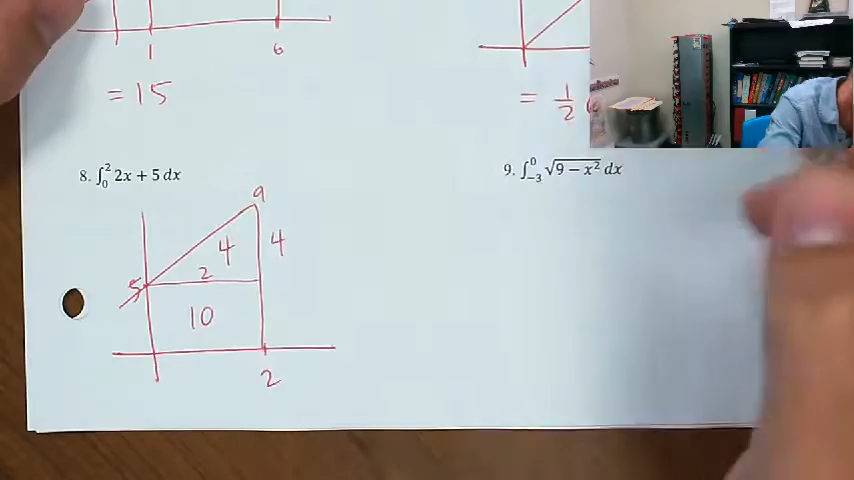 1 6
= 15
= 1/2
8. ∫₀² 2x + 5 dx
9
5 2 4 4
10
2
9. ∫₋₃⁰ √(9 − x²) dx